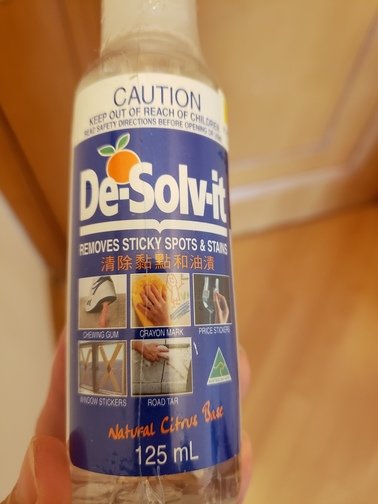 CAUTION
KEEP OUT OF REACH OF CHILDREN
READ SAFETY DIRECTIONS BEFORE OPENING OR USING
De-Solv-it
REMOVES STICKY SPOTS & STAINS
清除黏點和油漬
CHEWING GUM
CRAYON MARK
PRICE STICKERS
WINDOW STICKERS
ROAD TAR
Natural Citrus Base
125 mL